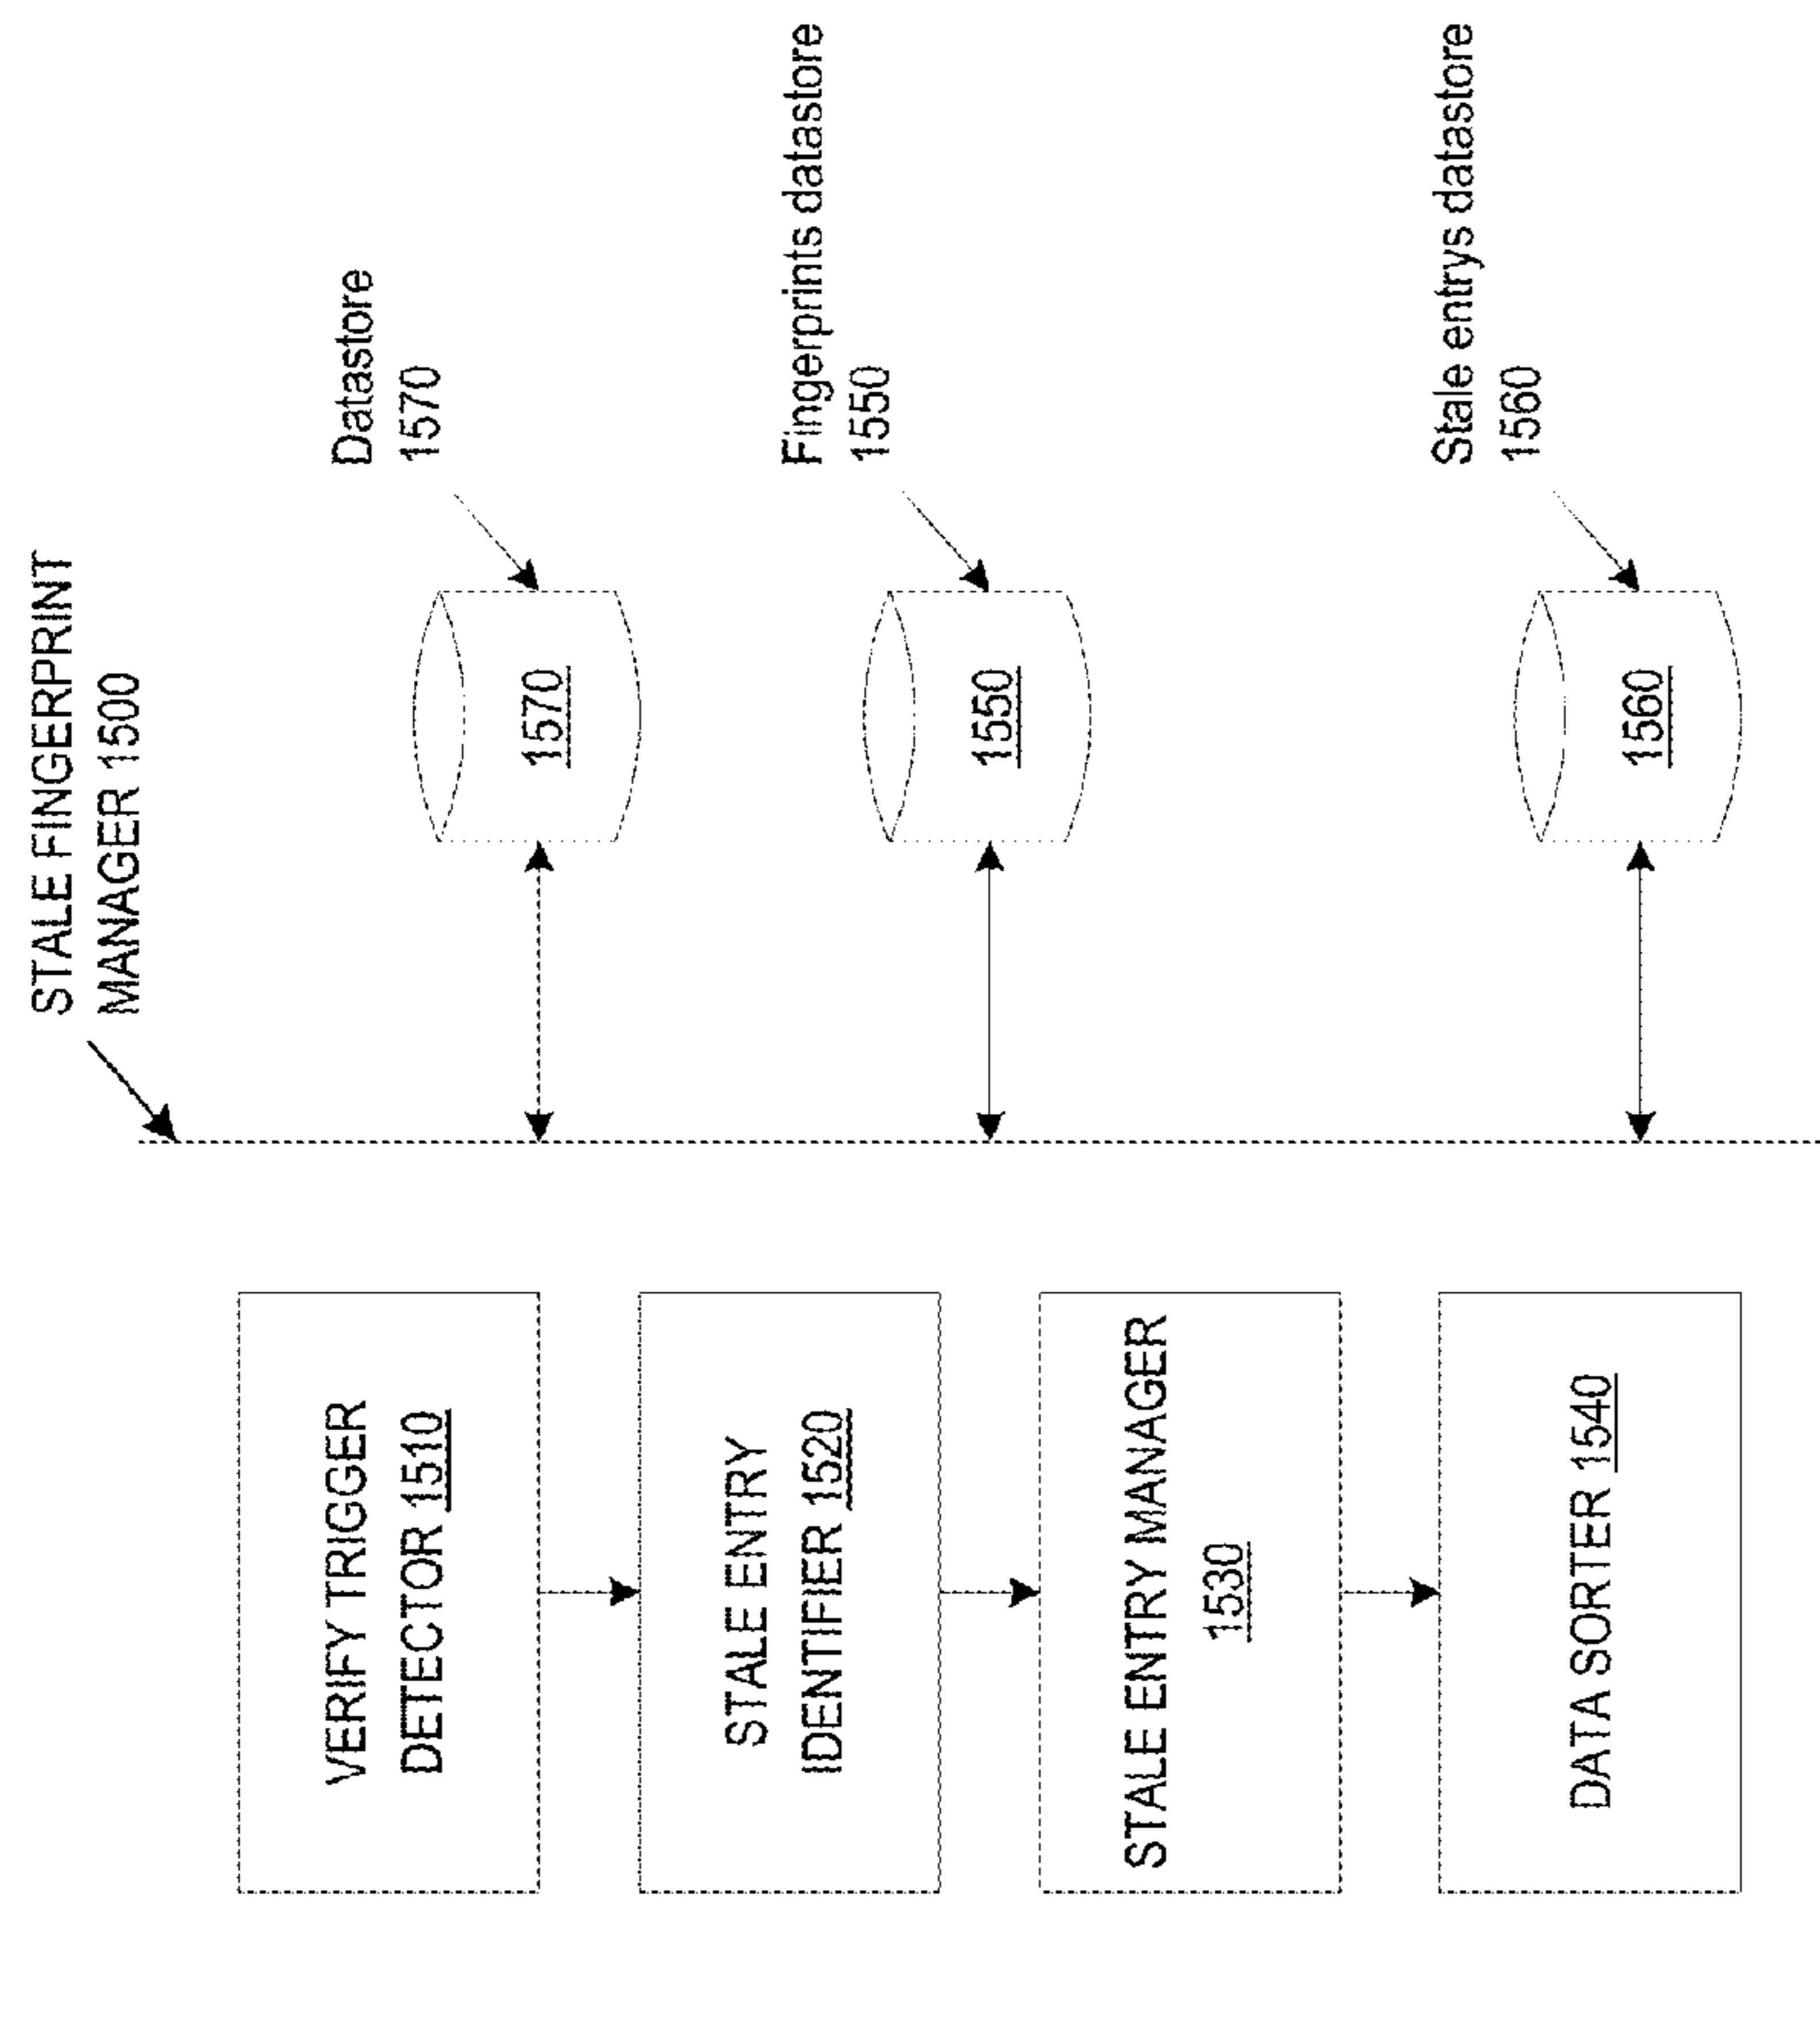 STALE FINGERPRINT
MANAGER 1500
VERIFY TRIGGER
DETECTOR 1510
STALE ENTRY
IDENTIFIER 1520
STALE ENTRY MANAGER
1530
DATA SORTER 1540
1570
Datastore
1570
1550
Fingerprints datastore
1550
1560
Stale entrys datastore
1560